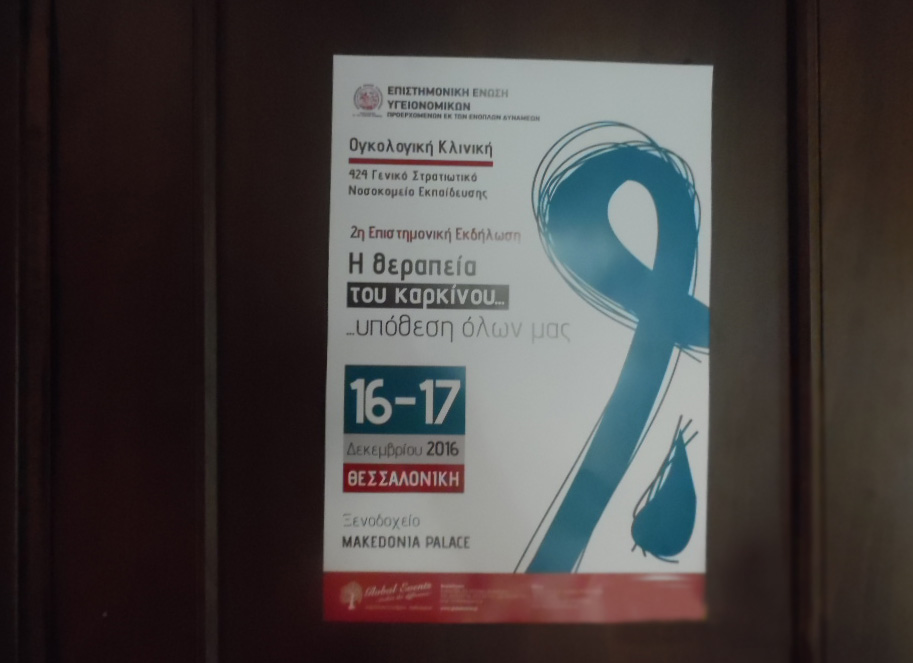 ΕΠΙΣΤΗΜΟΝΙΚΗ ΕΝΩΣΗ
ΥΓΕΙΟΝΟΜΙΚΩΝ
ΠΡΟΕΡΧΟΜΕΝΩΝ ΕΚ ΤΩΝ ΕΝΟΠΛΩΝ ΔΥΝΑΜΕΩΝ
Ογκολογική Κλινική
424 Γενικό Στρατιωτικό
Νοσοκομείο Εκπαίδευσης
2η Επιστημονική Εκδήλωση
Η θεραπεία
του καρκίνου...
...υπόθεση όλων μας
16-17
Δεκεμβρίου 2016
ΘΕΣΣΑΛΟΝΙΚΗ
Ξενοδοχείο
MAKEDONIA PALACE
Global Events